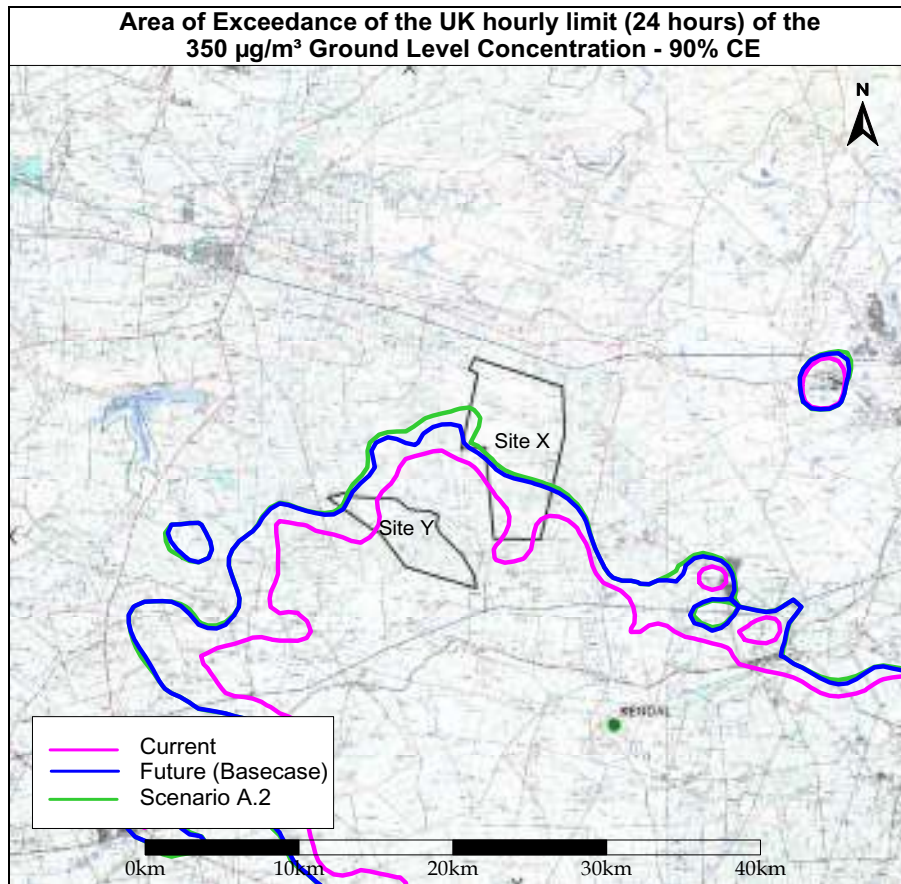 Area of Exceedance of the UK hourly limit (24 hours) of the
350 µg/m³ Ground Level Concentration - 90% CE
N
Site X
Site Y
KENDAL
Current
Future (Basecase)
Scenario A.2
0km 10km 20km 30km 40km